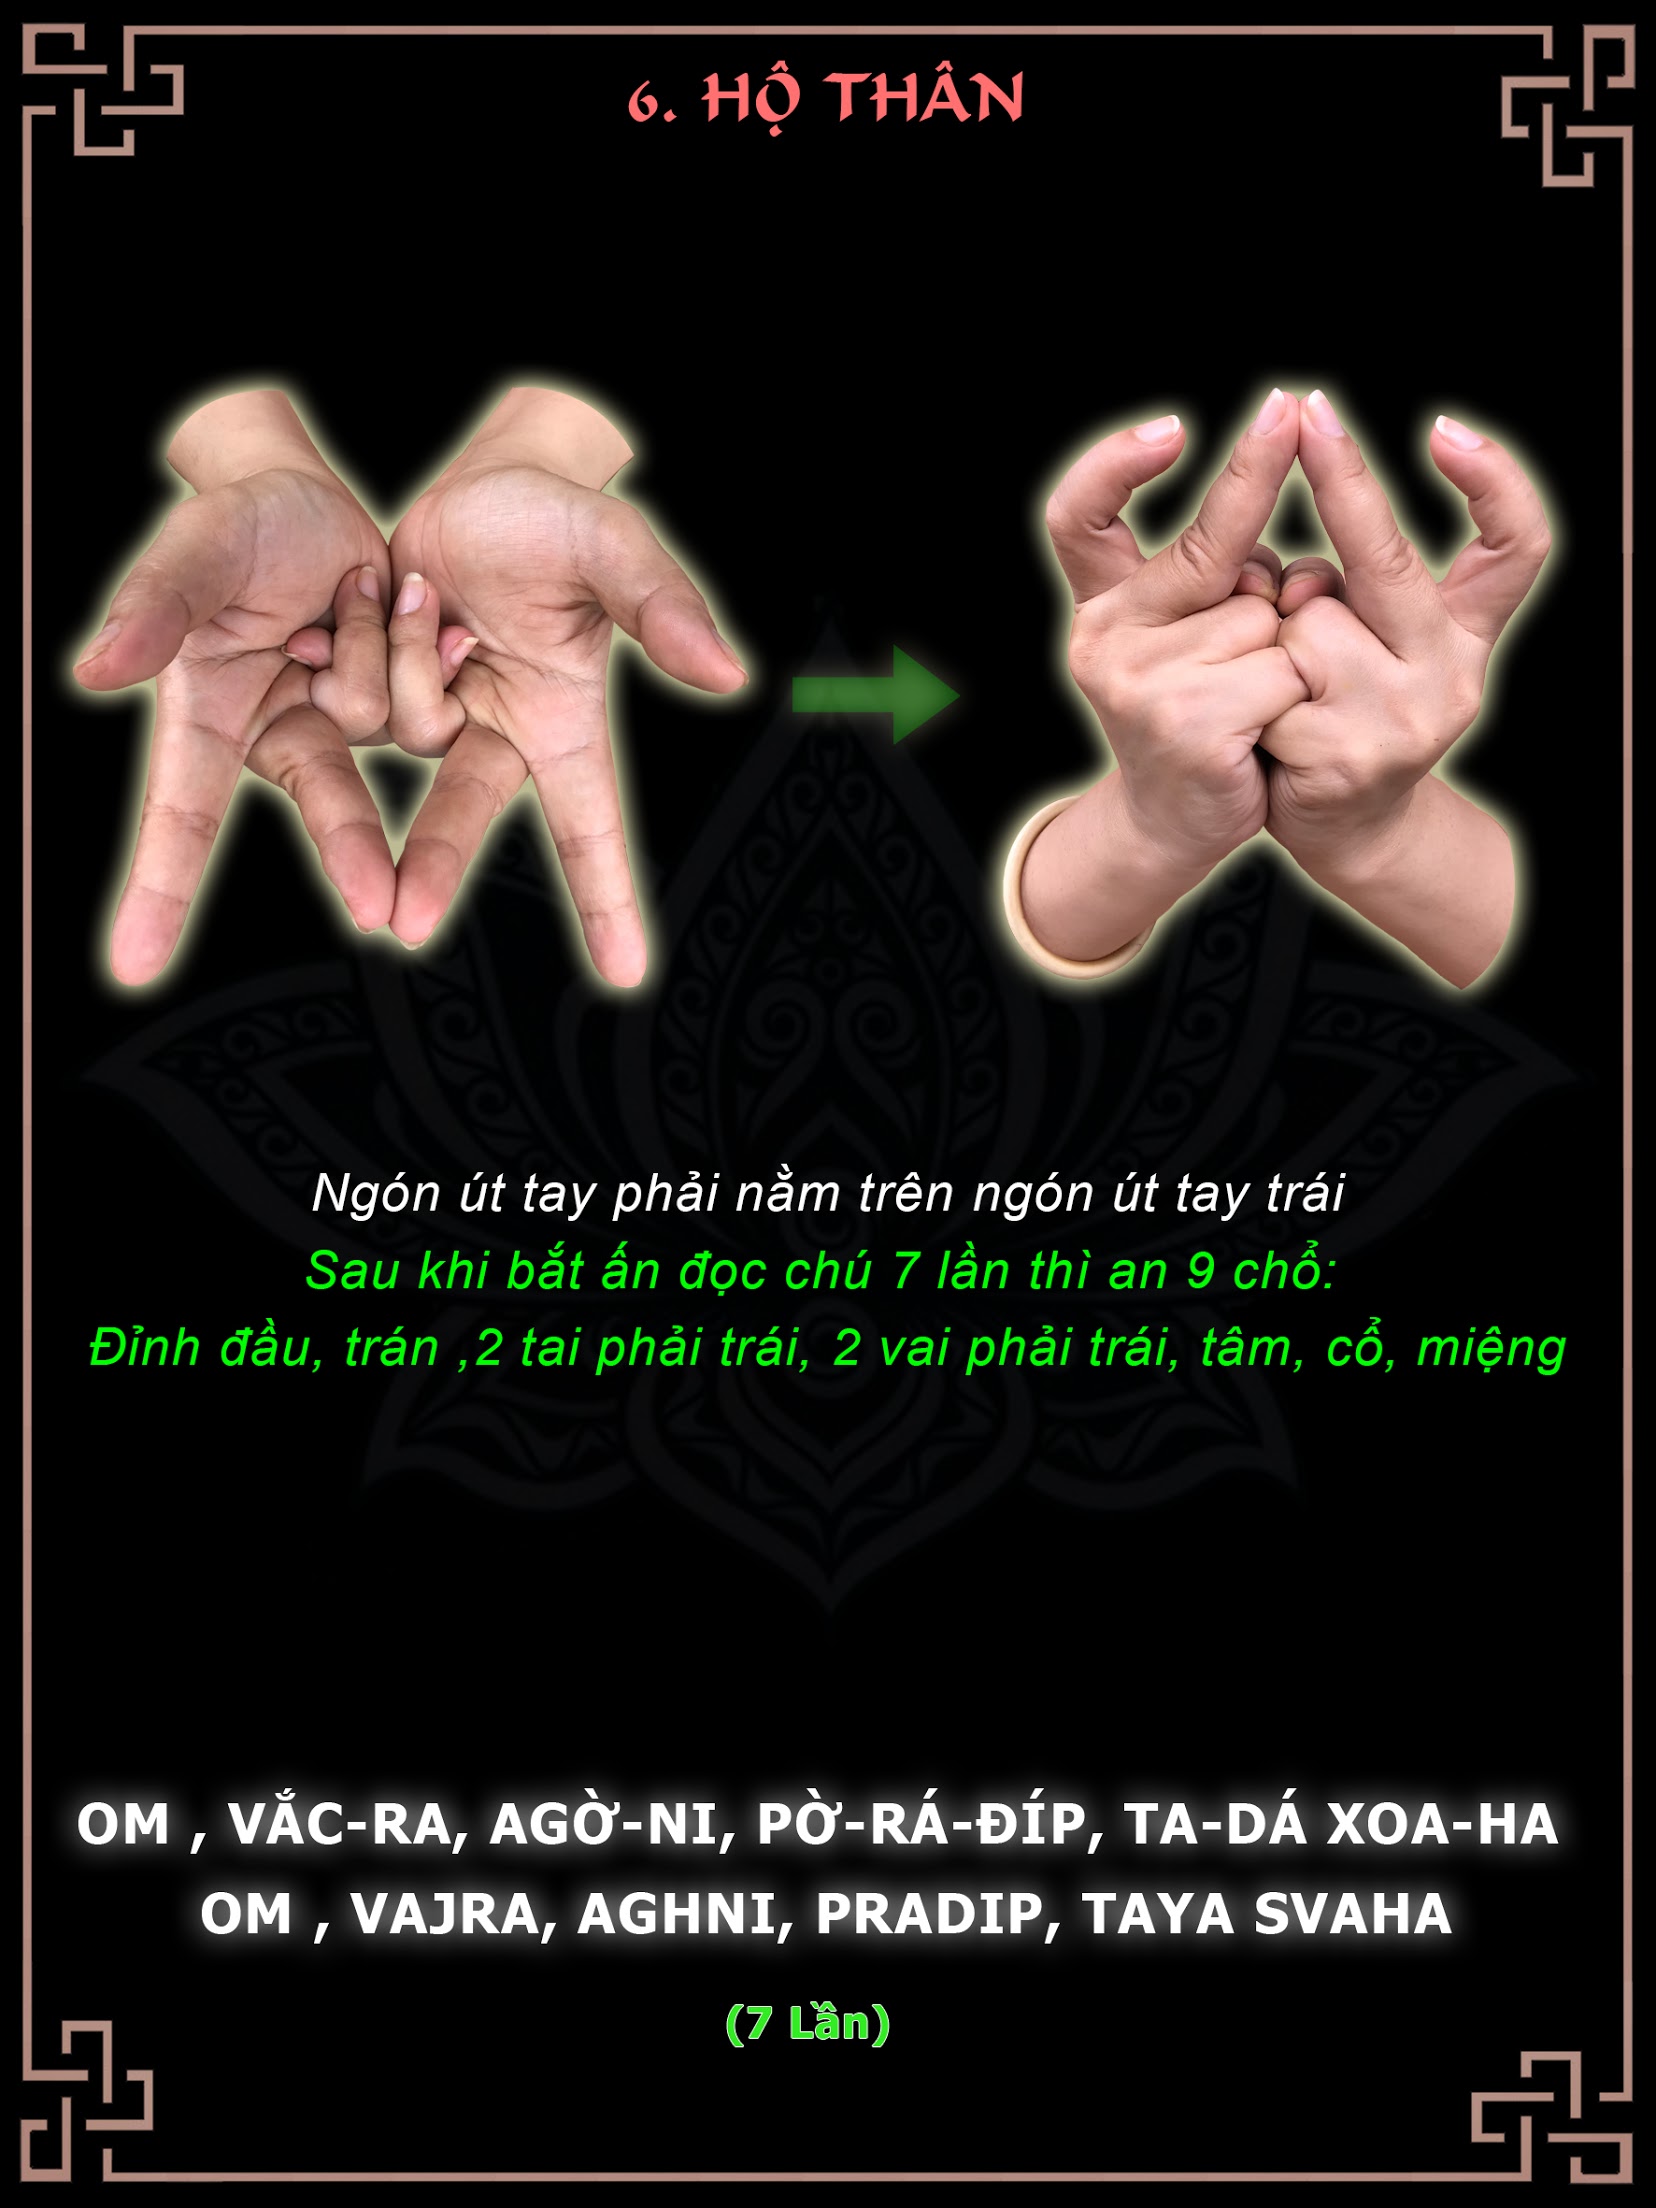 6. HỘ THÂN
Ngón út tay phải nằm trên ngón út tay trái
Sau khi bắt ấn đọc chú 7 lần thì an 9 chổ:
Đỉnh đầu, trán ,2 tai phải trái, 2 vai phải trái, tâm, cổ, miệng
OM , VẮC-RA, AGỜ-NI, PỜ-RÁ-ĐÍP, TA-DÁ XOA-HA
OM , VAJRA, AGHNI, PRADIP, TAYA SVAHA
(7 Lần)